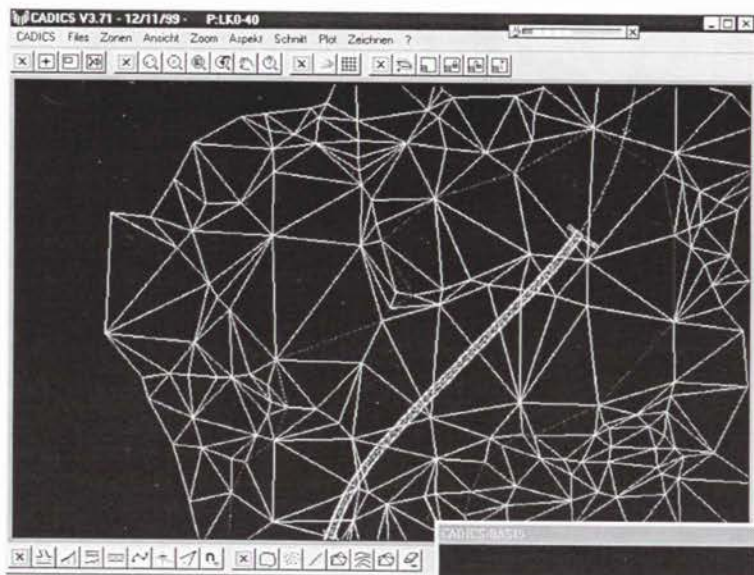 CADICS V3.71 - 12/11/99 - P:LK0-40
CADICS Files Zonen Ansicht Zoom Aspekt Schnitt Plot Zeichnen ?
CADICS-BASIS